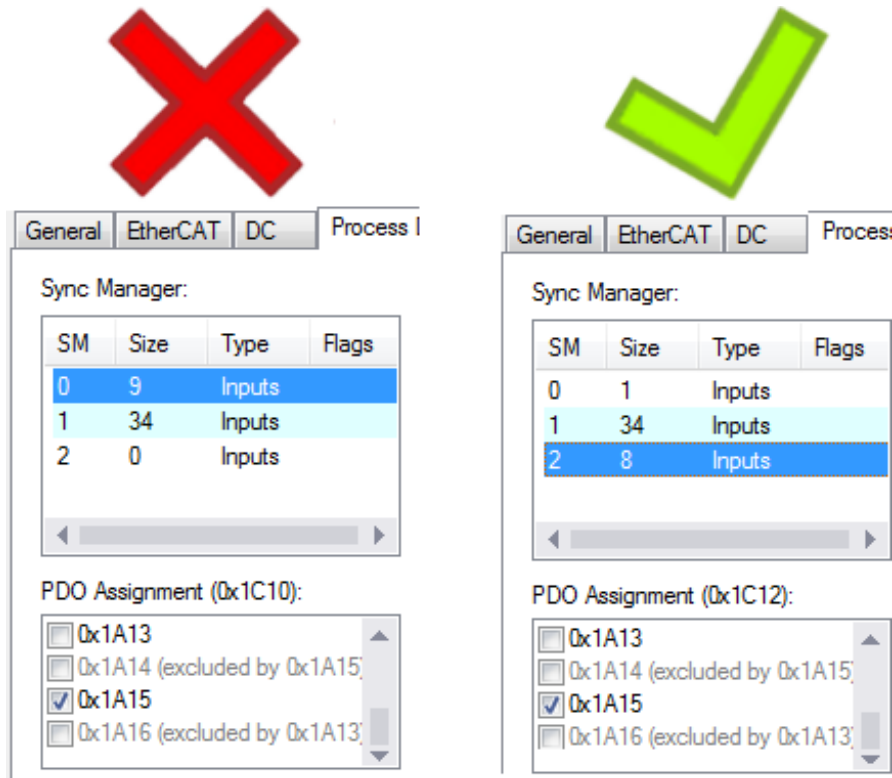 General EtherCAT DC Process
Sync Manager:
SM Size Type Flags
0 9 Inputs
1 34 Inputs
2 0 Inputs
PDO Assignment (0x1C10):
0x1A13
0x1A14 (excluded by 0x1A15)
0x1A15
0x1A16 (excluded by 0x1A13)
General EtherCAT DC Process
Sync Manager:
SM Size Type Flags
0 1 Inputs
1 34 Inputs
2 8 Inputs
PDO Assignment (0x1C12):
0x1A13
0x1A14 (excluded by 0x1A15)
0x1A15
0x1A16 (excluded by 0x1A13)